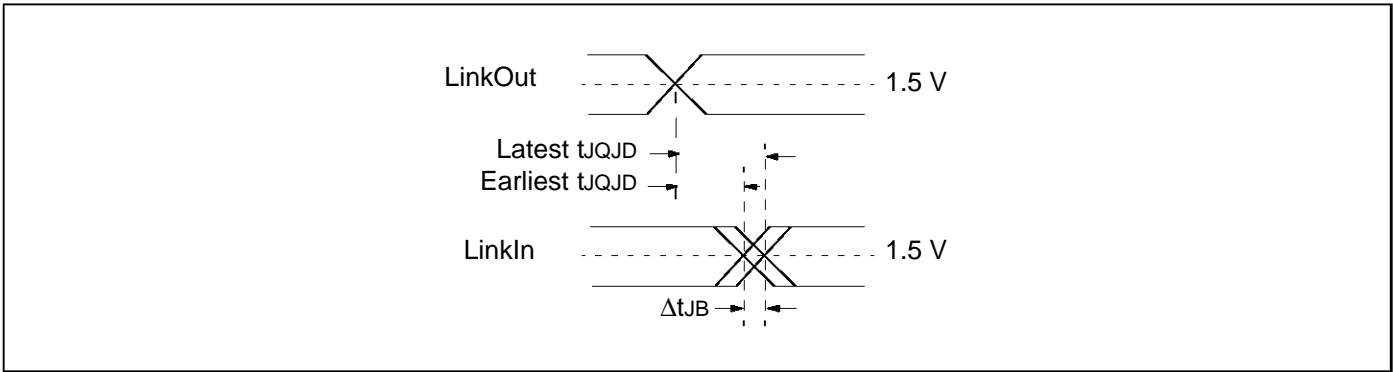 LinkOut 1.5 V
Latest tJQJD
Earliest tJQJD
LinkIn 1.5 V
ΔtJB